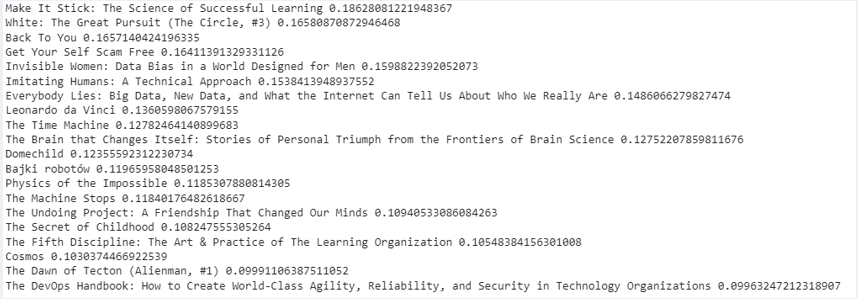 Make It Stick: The Science of Successful Learning 0.18628081221948367
White: The Great Pursuit (The Circle, #3) 0.16580870872946468
Back To You 0.1657140424196335
Get Your Self Scam Free 0.16411391329331126
Invisible Women: Data Bias in a World Designed for Men 0.1598822392052073
Imitating Humans: A Technical Approach 0.1538413948937552
Everybody Lies: Big Data, New Data, and What the Internet Can Tell Us About Who We Really Are 0.1486066279827474
Leonardo da Vinci 0.1360598067579155
The Time Machine 0.12782464140899683
The Brain that Changes Itself: Stories of Personal Triumph from the Frontiers of Brain Science 0.12752207859811676
Domechild 0.12355592312230734
Bajki robotów 0.11965958048501253
Physics of the Impossible 0.1185307880814305
The Machine Stops 0.11840176482618667
The Undoing Project: A Friendship That Changed Our Minds 0.10940533086084263
The Secret of Childhood 0.108247555305264
The Fifth Discipline: The Art & Practice of The Learning Organization 0.10548384156301008
Cosmos 0.1030374466922539
The Dawn of Tecton (Alienman, #1) 0.09991106387511052
The DevOps Handbook: How to Create World-Class Agility, Reliability, and Security in Technology Organizations 0.09963247212318907